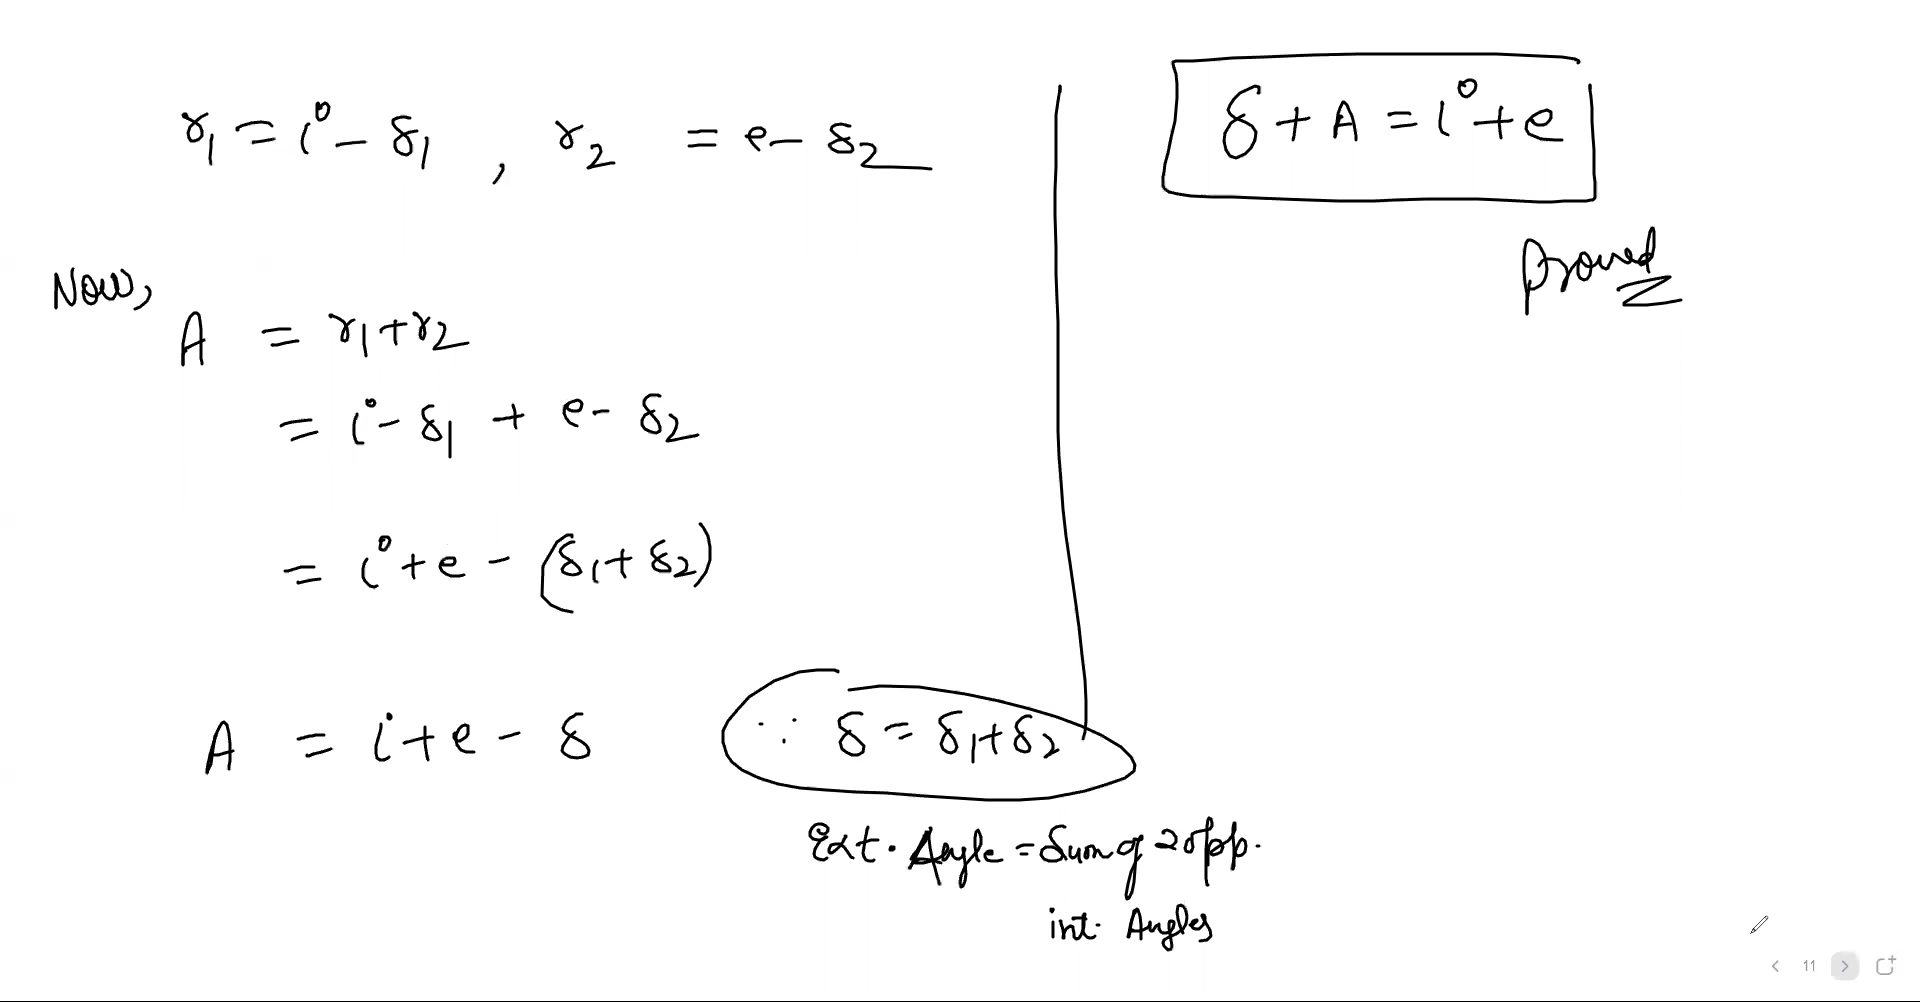 r₁ = i - δ₁ , r₂ = e - δ₂
Now,
A = r₁+r₂
= i - δ₁ + e - δ₂
= i + e - (δ₁ + δ₂)
A = i + e - δ
∵ δ = δ₁+δ₂
Ext. Angle = Sum of 2 opp.
int. Angles
δ + A = i + e
Proved
11